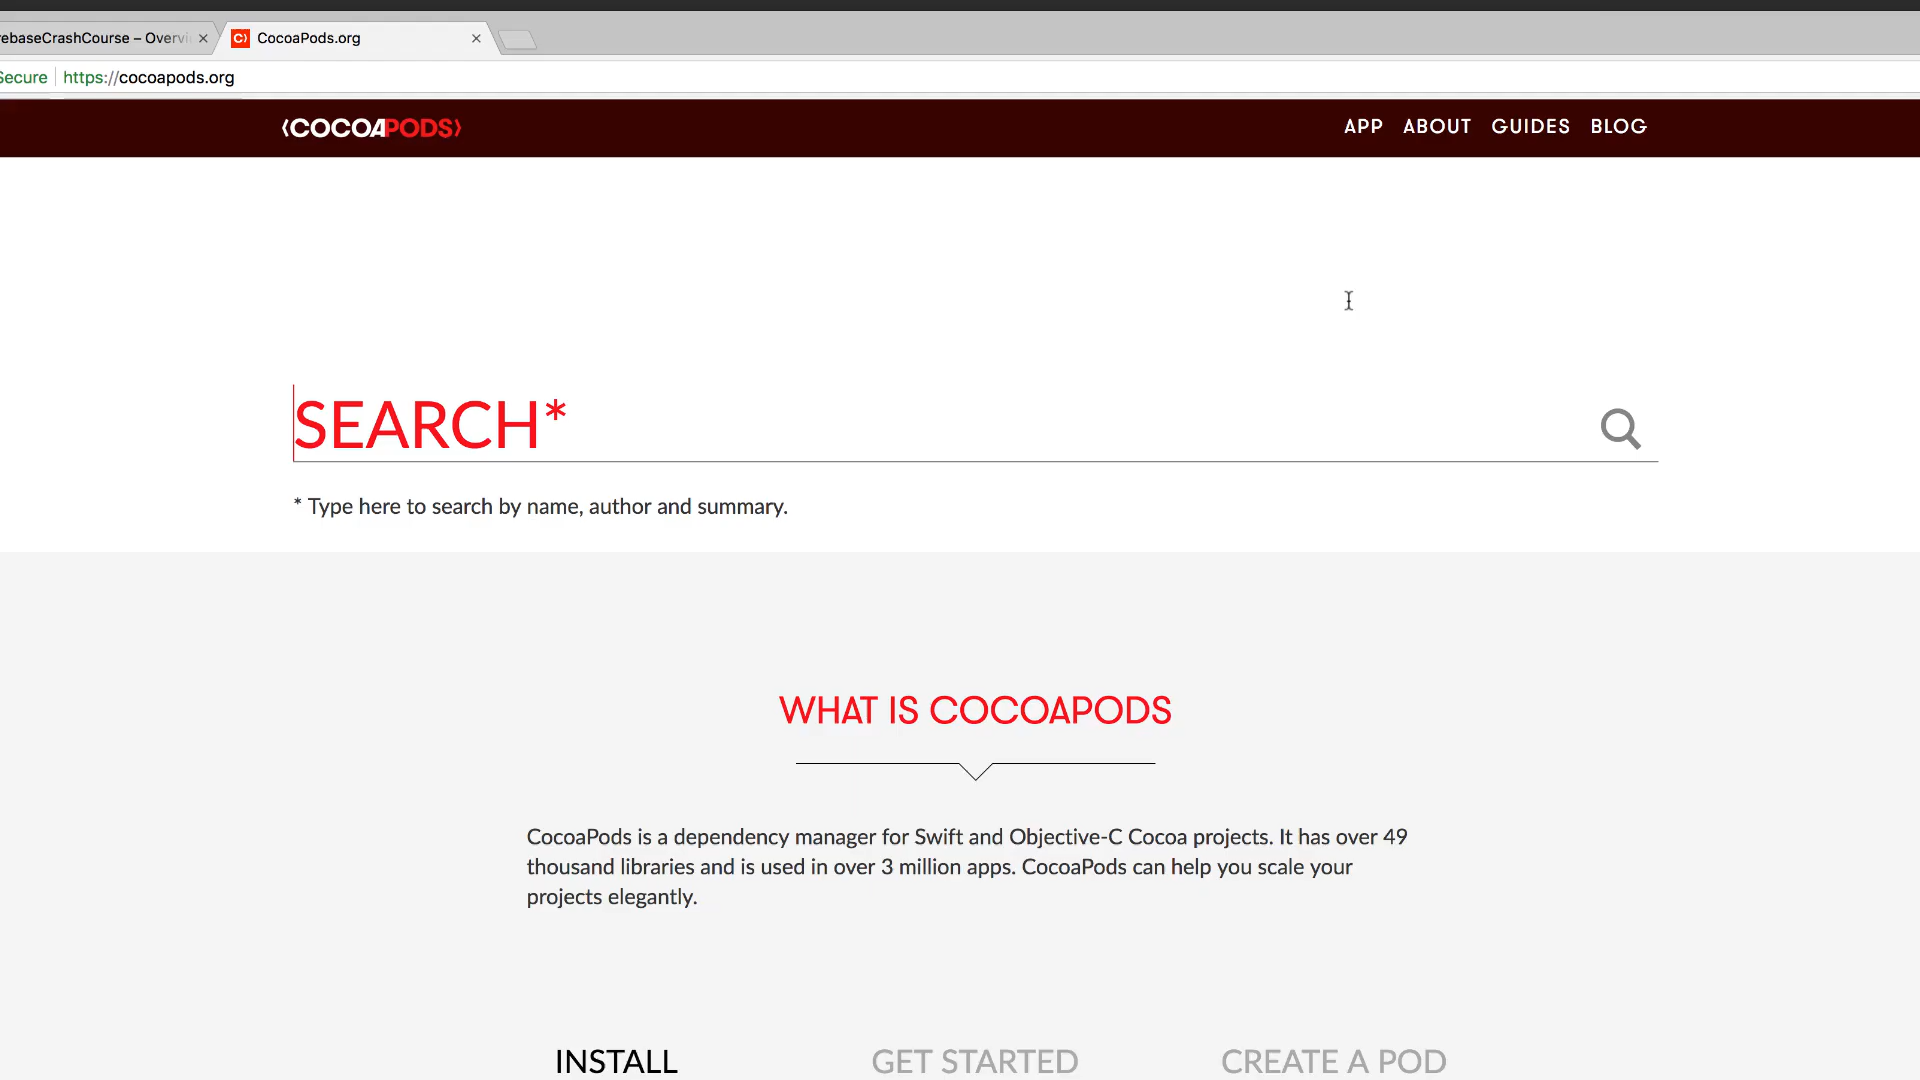 ebaseCrashCourse – Overvi
CocoaPods.org
Secure
https://cocoapods.org
COCOAPODS
APP ABOUT GUIDES BLOG
SEARCH*
* Type here to search by name, author and summary.
WHAT IS COCOAPODS
CocoaPods is a dependency manager for Swift and Objective-C Cocoa projects. It has over 49
thousand libraries and is used in over 3 million apps. CocoaPods can help you scale your
projects elegantly.
INSTALL
GET STARTED
CREATE A POD